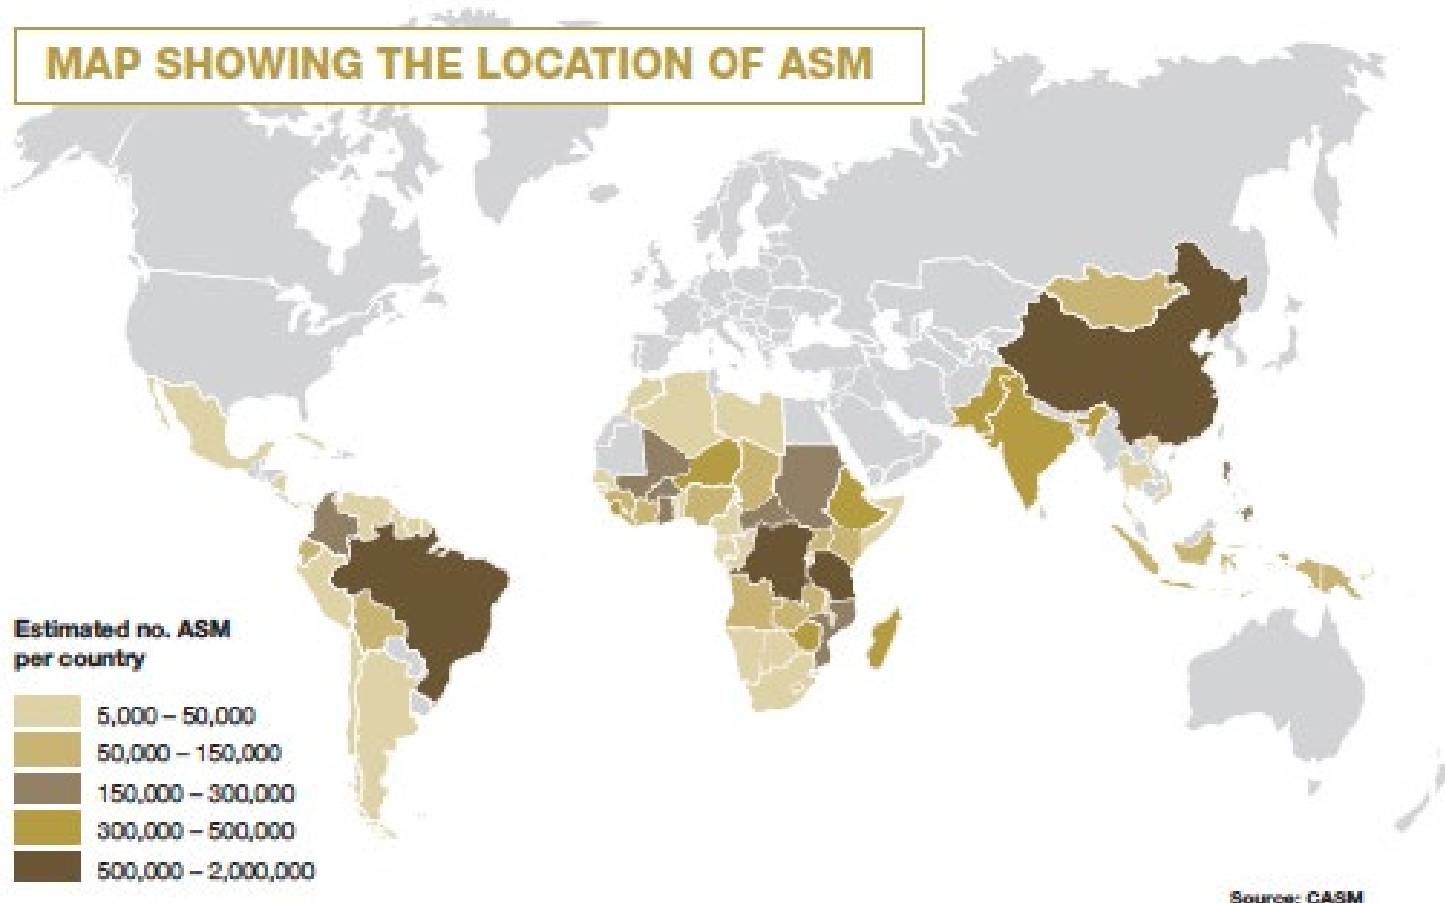 MAP SHOWING THE LOCATION OF ASM
Estimated no. ASM
per country
5,000 – 50,000
50,000 – 150,000
150,000 – 300,000
300,000 – 500,000
500,000 – 2,000,000
Source: CASM